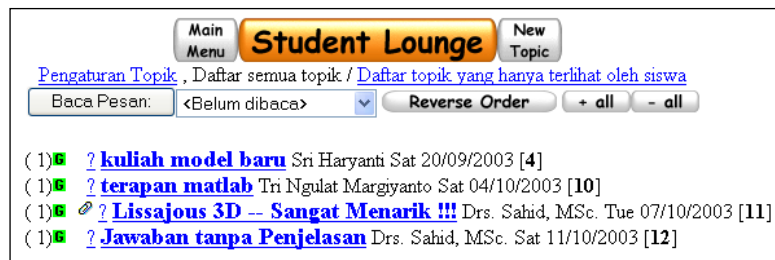 Main Menu Student Lounge New Topic
Pengaturan Topik , Daftar semua topik / Daftar topik yang hanya terlihat oleh siswa
Baca Pesan: <Belum dibaca> Reverse Order + all - all
( 1) G ? kuliah model baru Sri Haryanti Sat 20/09/2003 [4]
( 1) G ? terapan matlab Tri Ngulat Margiyanto Sat 04/10/2003 [10]
( 1) G ? Lissajous 3D -- Sangat Menarik !!! Drs. Sahid, MSc. Tue 07/10/2003 [11]
( 1) G ? Jawaban tanpa Penjelasan Drs. Sahid, MSc. Sat 11/10/2003 [12]